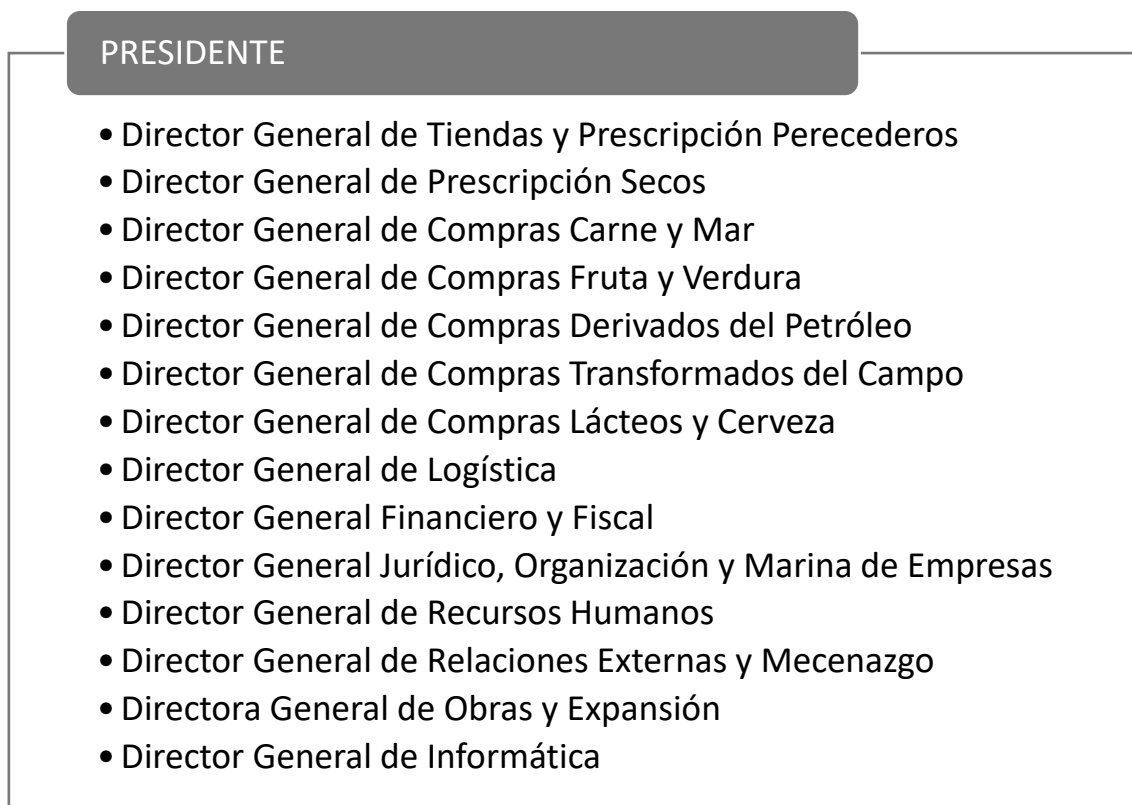 PRESIDENTE
• Director General de Tiendas y Prescripción Perecederos
• Director General de Prescripción Secos
• Director General de Compras Carne y Mar
• Director General de Compras Fruta y Verdura
• Director General de Compras Derivados del Petróleo
• Director General de Compras Transformados del Campo
• Director General de Compras Lácteos y Cerveza
• Director General de Logística
• Director General Financiero y Fiscal
• Director General Jurídico, Organización y Marina de Empresas
• Director General de Recursos Humanos
• Director General de Relaciones Externas y Mecenazgo
• Directora General de Obras y Expansión
• Director General de Informática